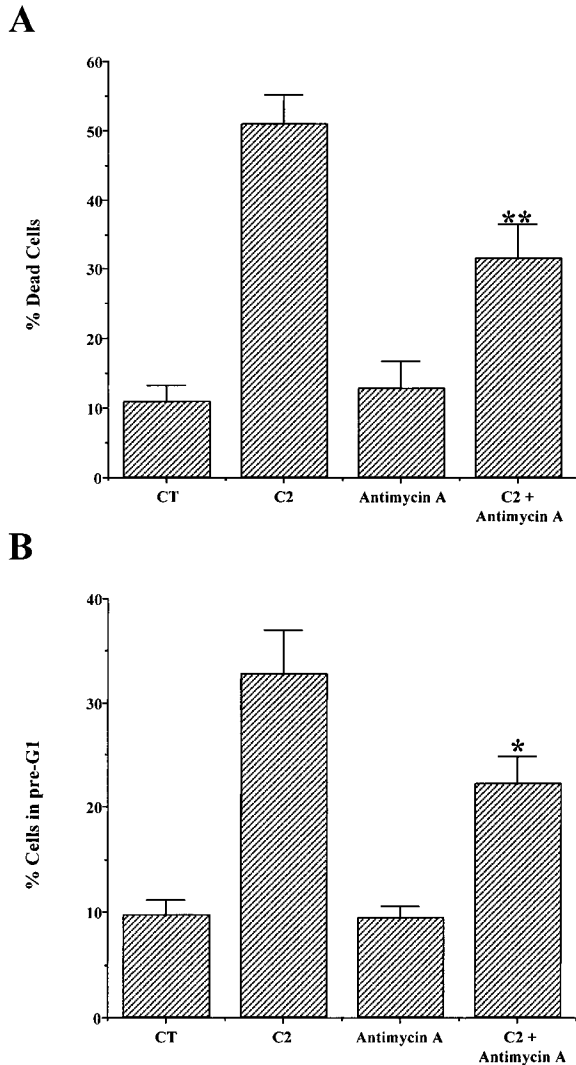 A
60
50
40
30
20
10
0
% Dead Cells
**
CT
C2
Antimycin A
C2 +
Antimycin A
B
40
30
20
10
0
% Cells in pre-G1
*
CT
C2
Antimycin A
C2 +
Antimycin A